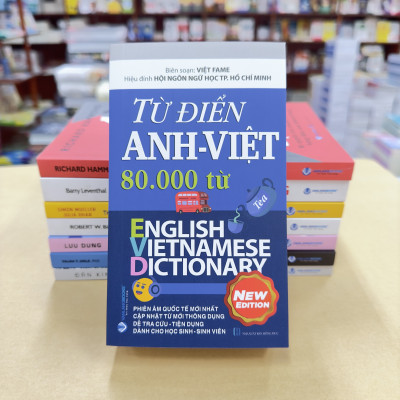 Biên soạn: VIỆT FAME
Hiệu đính HỘI NGÔN NGỮ HỌC TP. HỒ CHÍ MINH
TỪ ĐIỂN
ANH-VIỆT
80.000 từ
Tea
ENGLISH
VIETNAMESE
DICTIONARY
NEW
EDITION
PHIÊN ÂM QUỐC TẾ MỚI NHẤT
CẬP NHẬT TỪ MỚI THÔNG DỤNG
DỄ TRA CỨU - TIỆN DỤNG
DÀNH CHO HỌC SINH - SINH VIÊN
RICHARD HAMM
Barry Leventhal
ROBERT W. B
LUU DUNG